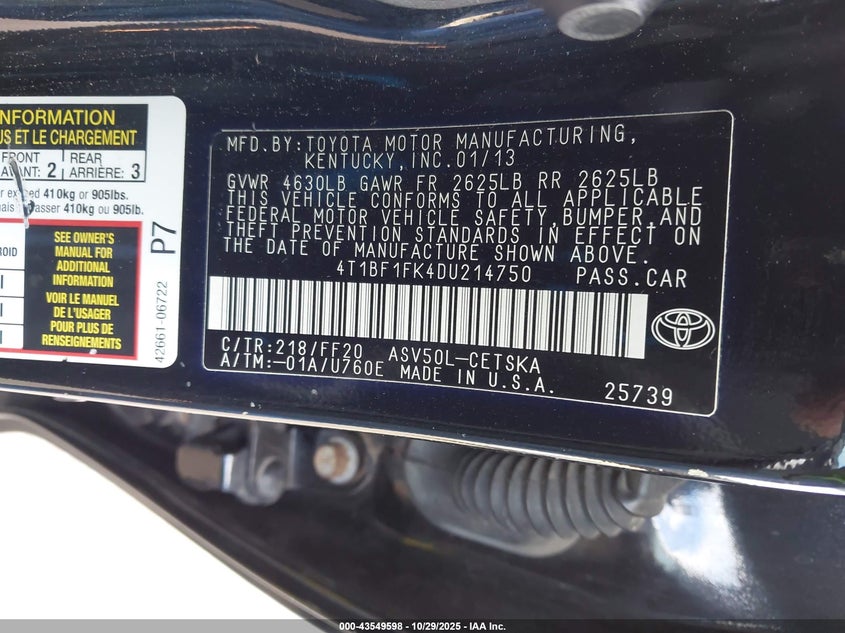 INFORMATION
US ET LE CHARGEMENT
FRONT
AVANT: 2
REAR
ARRIÈRE: 3
exceed 410kg or 905lbs.
jamais dépasser 410kg ou 905lb.
SEE OWNER'S
MANUAL FOR
ADDITIONAL
INFORMATION
VOIR LE MANUEL
DE L'USAGER
POUR PLUS DE
RENSEIGNEMENTS
P7
42661-06722
MFD.BY:TOYOTA MOTOR MANUFACTURING,
KENTUCKY,INC.01/13
GVWR 4630LB GAWR FR 2625LB RR 2625LB
THIS VEHICLE CONFORMS TO ALL APPLICABLE
FEDERAL MOTOR VEHICLE SAFETY,BUMPER,AND
THEFT PREVENTION STANDARDS IN EFFECT ON
THE DATE OF MANUFACTURE SHOWN ABOVE.
4T1BF1FK4DU214750 PASS.CAR
C/TR:218/FF20 ASV50L-CETSKA
A/TM:-01A/U760E MADE IN U.S.A.
25739
000-43549598 - 10/29/2025 - IAA Inc.